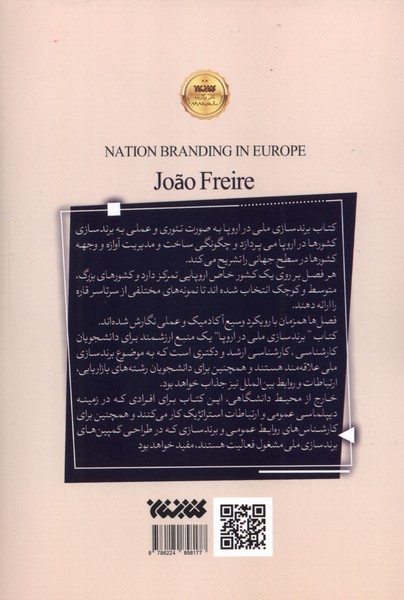 NATION BRANDING IN EUROPE
João Freire
کتاب برندسازی ملی در اروپا به صورت تئوری و عملی به برندسازی
کشورها در اروپا می پردازد و چگونگی ساخت و مدیریت آوازه و وجهه
کشورها در سطح جهانی را تشریح می کند.
هر فصل بر روی یک کشور خاص اروپایی تمرکز دارد و کشورهای بزرگ،
متوسط و کوچک انتخاب شده اند تا نمونه‌های مختلفی از سرتاسر قاره
را ارائه دهند.
فصل ها همزمان با رویکرد وسیع آکادمیک و عملی نگارش شده‌اند.
کتاب " برندسازی ملی در اروپا" یک منبع ارزشمند برای دانشجویان
کارشناسی ، کارشناسی ارشد و دکتری است که به موضوع برندسازی
ملی علاقه‌مند هستند و همچنین برای دانشجویان رشته‌های بازاریابی،
ارتباطات و روابط بین‌الملل نیز جذاب خواهد بود.
خارج از محیط دانشگاهی، این کتاب برای افرادی که در زمینه
دیپلماسی عمومی و ارتباطات استراتژیک کار می‌کنند و همچنین برای
کارشناس‌های روابط عمومی و برندسازی که در طراحی کمپین‌های
برندسازی ملی مشغول فعالیت هستند، مفید خواهد بود
9 786224 858177